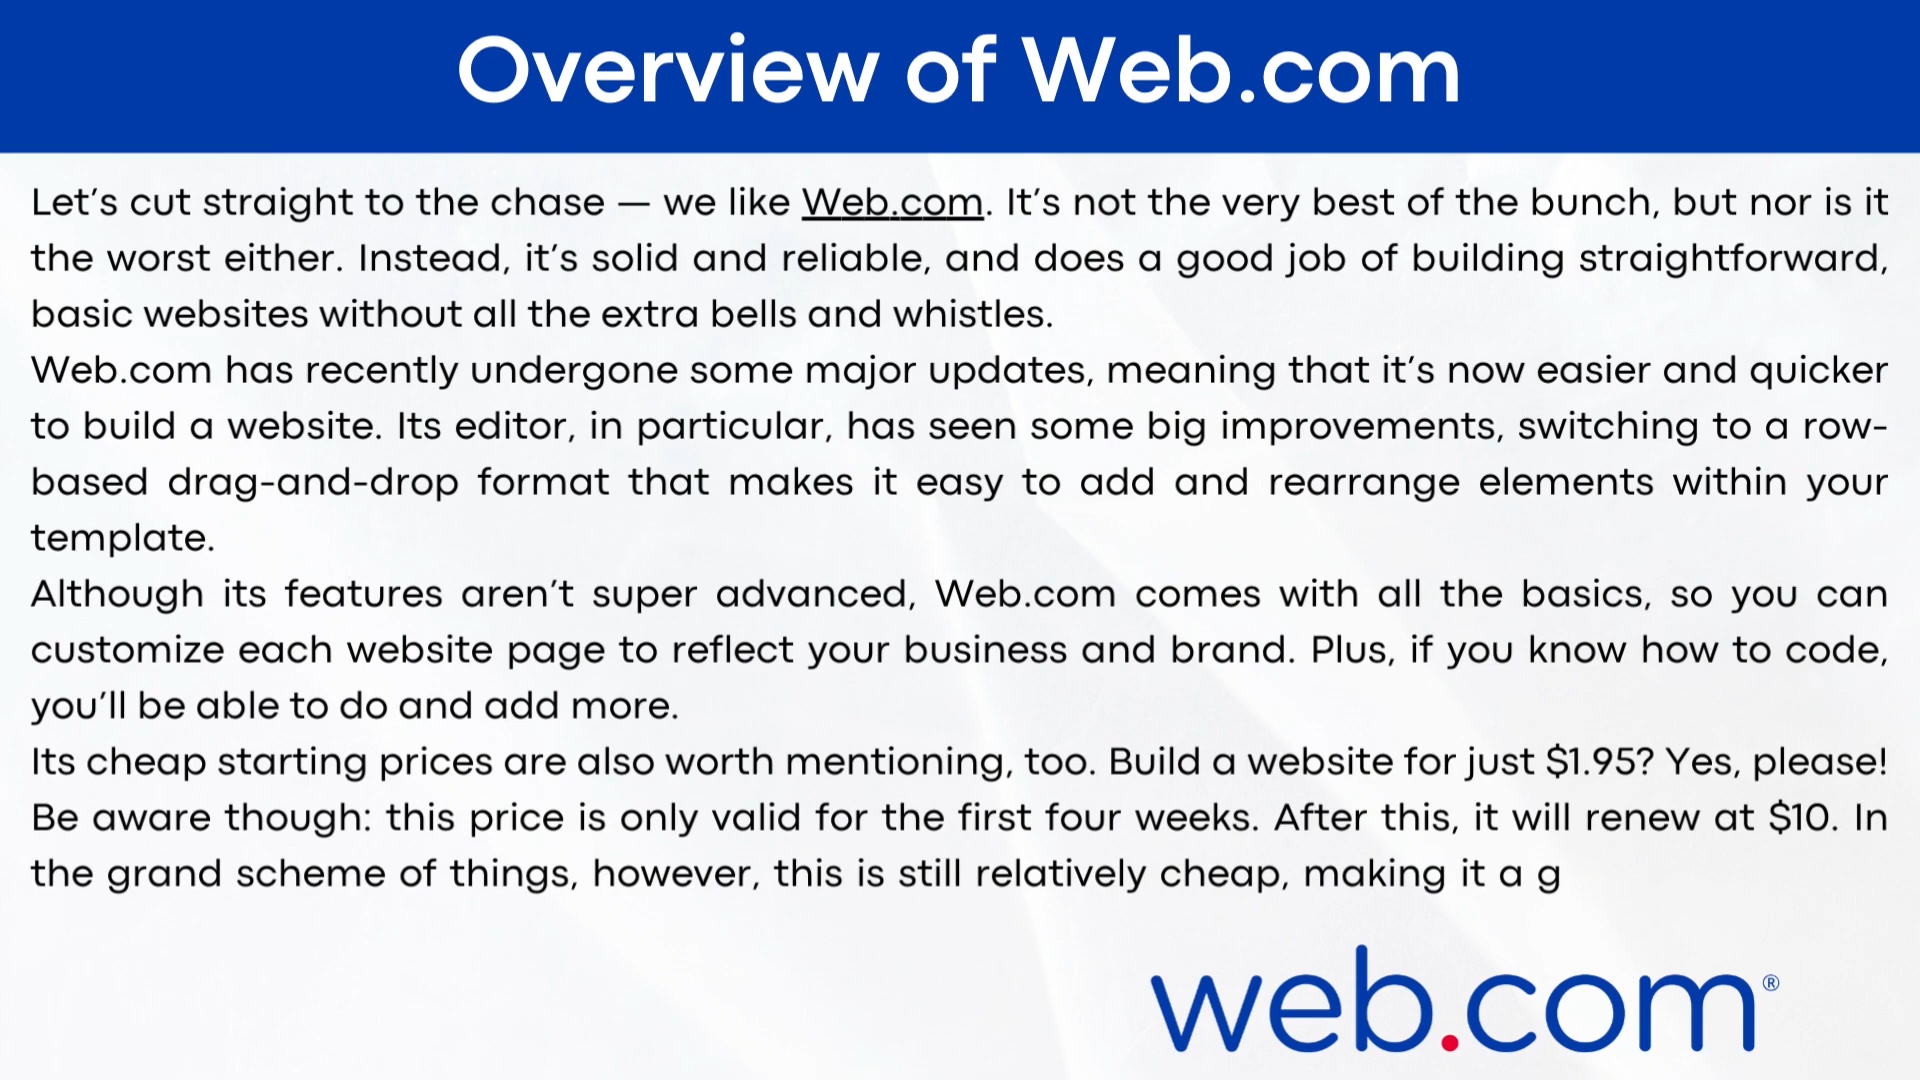 Overview of Web.com
Let’s cut straight to the chase — we like Web.com. It’s not the very best of the bunch, but nor is it
the worst either. Instead, it’s solid and reliable, and does a good job of building straightforward,
basic websites without all the extra bells and whistles.
Web.com has recently undergone some major updates, meaning that it’s now easier and quicker
to build a website. Its editor, in particular, has seen some big improvements, switching to a row-
based drag-and-drop format that makes it easy to add and rearrange elements within your
template.
Although its features aren’t super advanced, Web.com comes with all the basics, so you can
customize each website page to reflect your business and brand. Plus, if you know how to code,
you’ll be able to do and add more.
Its cheap starting prices are also worth mentioning, too. Build a website for just $1.95? Yes, please!
Be aware though: this price is only valid for the first four weeks. After this, it will renew at $10. In
the grand scheme of things, however, this is still relatively cheap, making it a g
web.com®